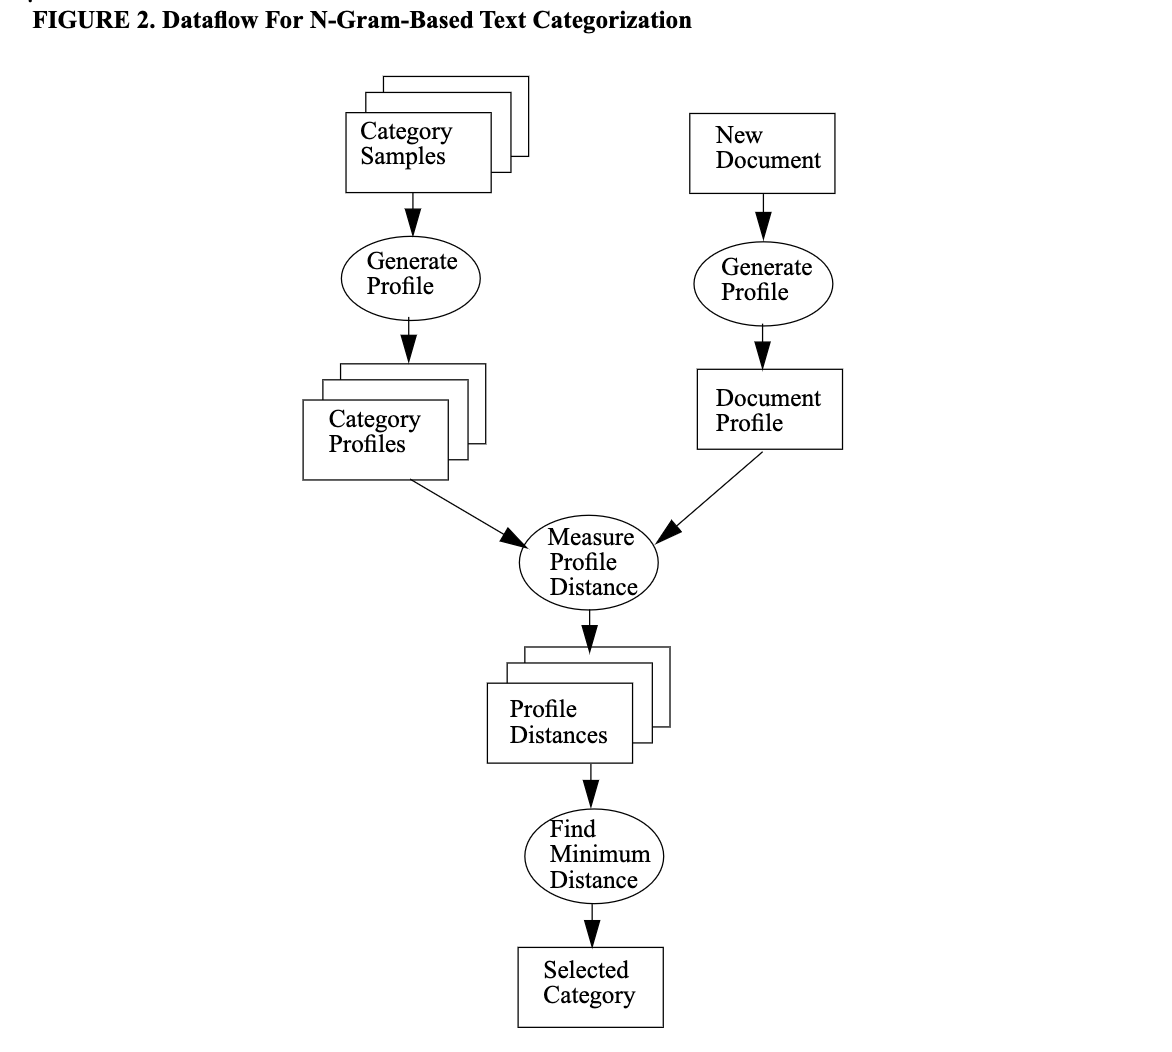 FIGURE 2. Dataflow For N-Gram-Based Text Categorization
Category
Samples
New
Document
Generate
Profile
Generate
Profile
Category
Profiles
Document
Profile
Measure
Profile
Distance
Profile
Distances
Find
Minimum
Distance
Selected
Category